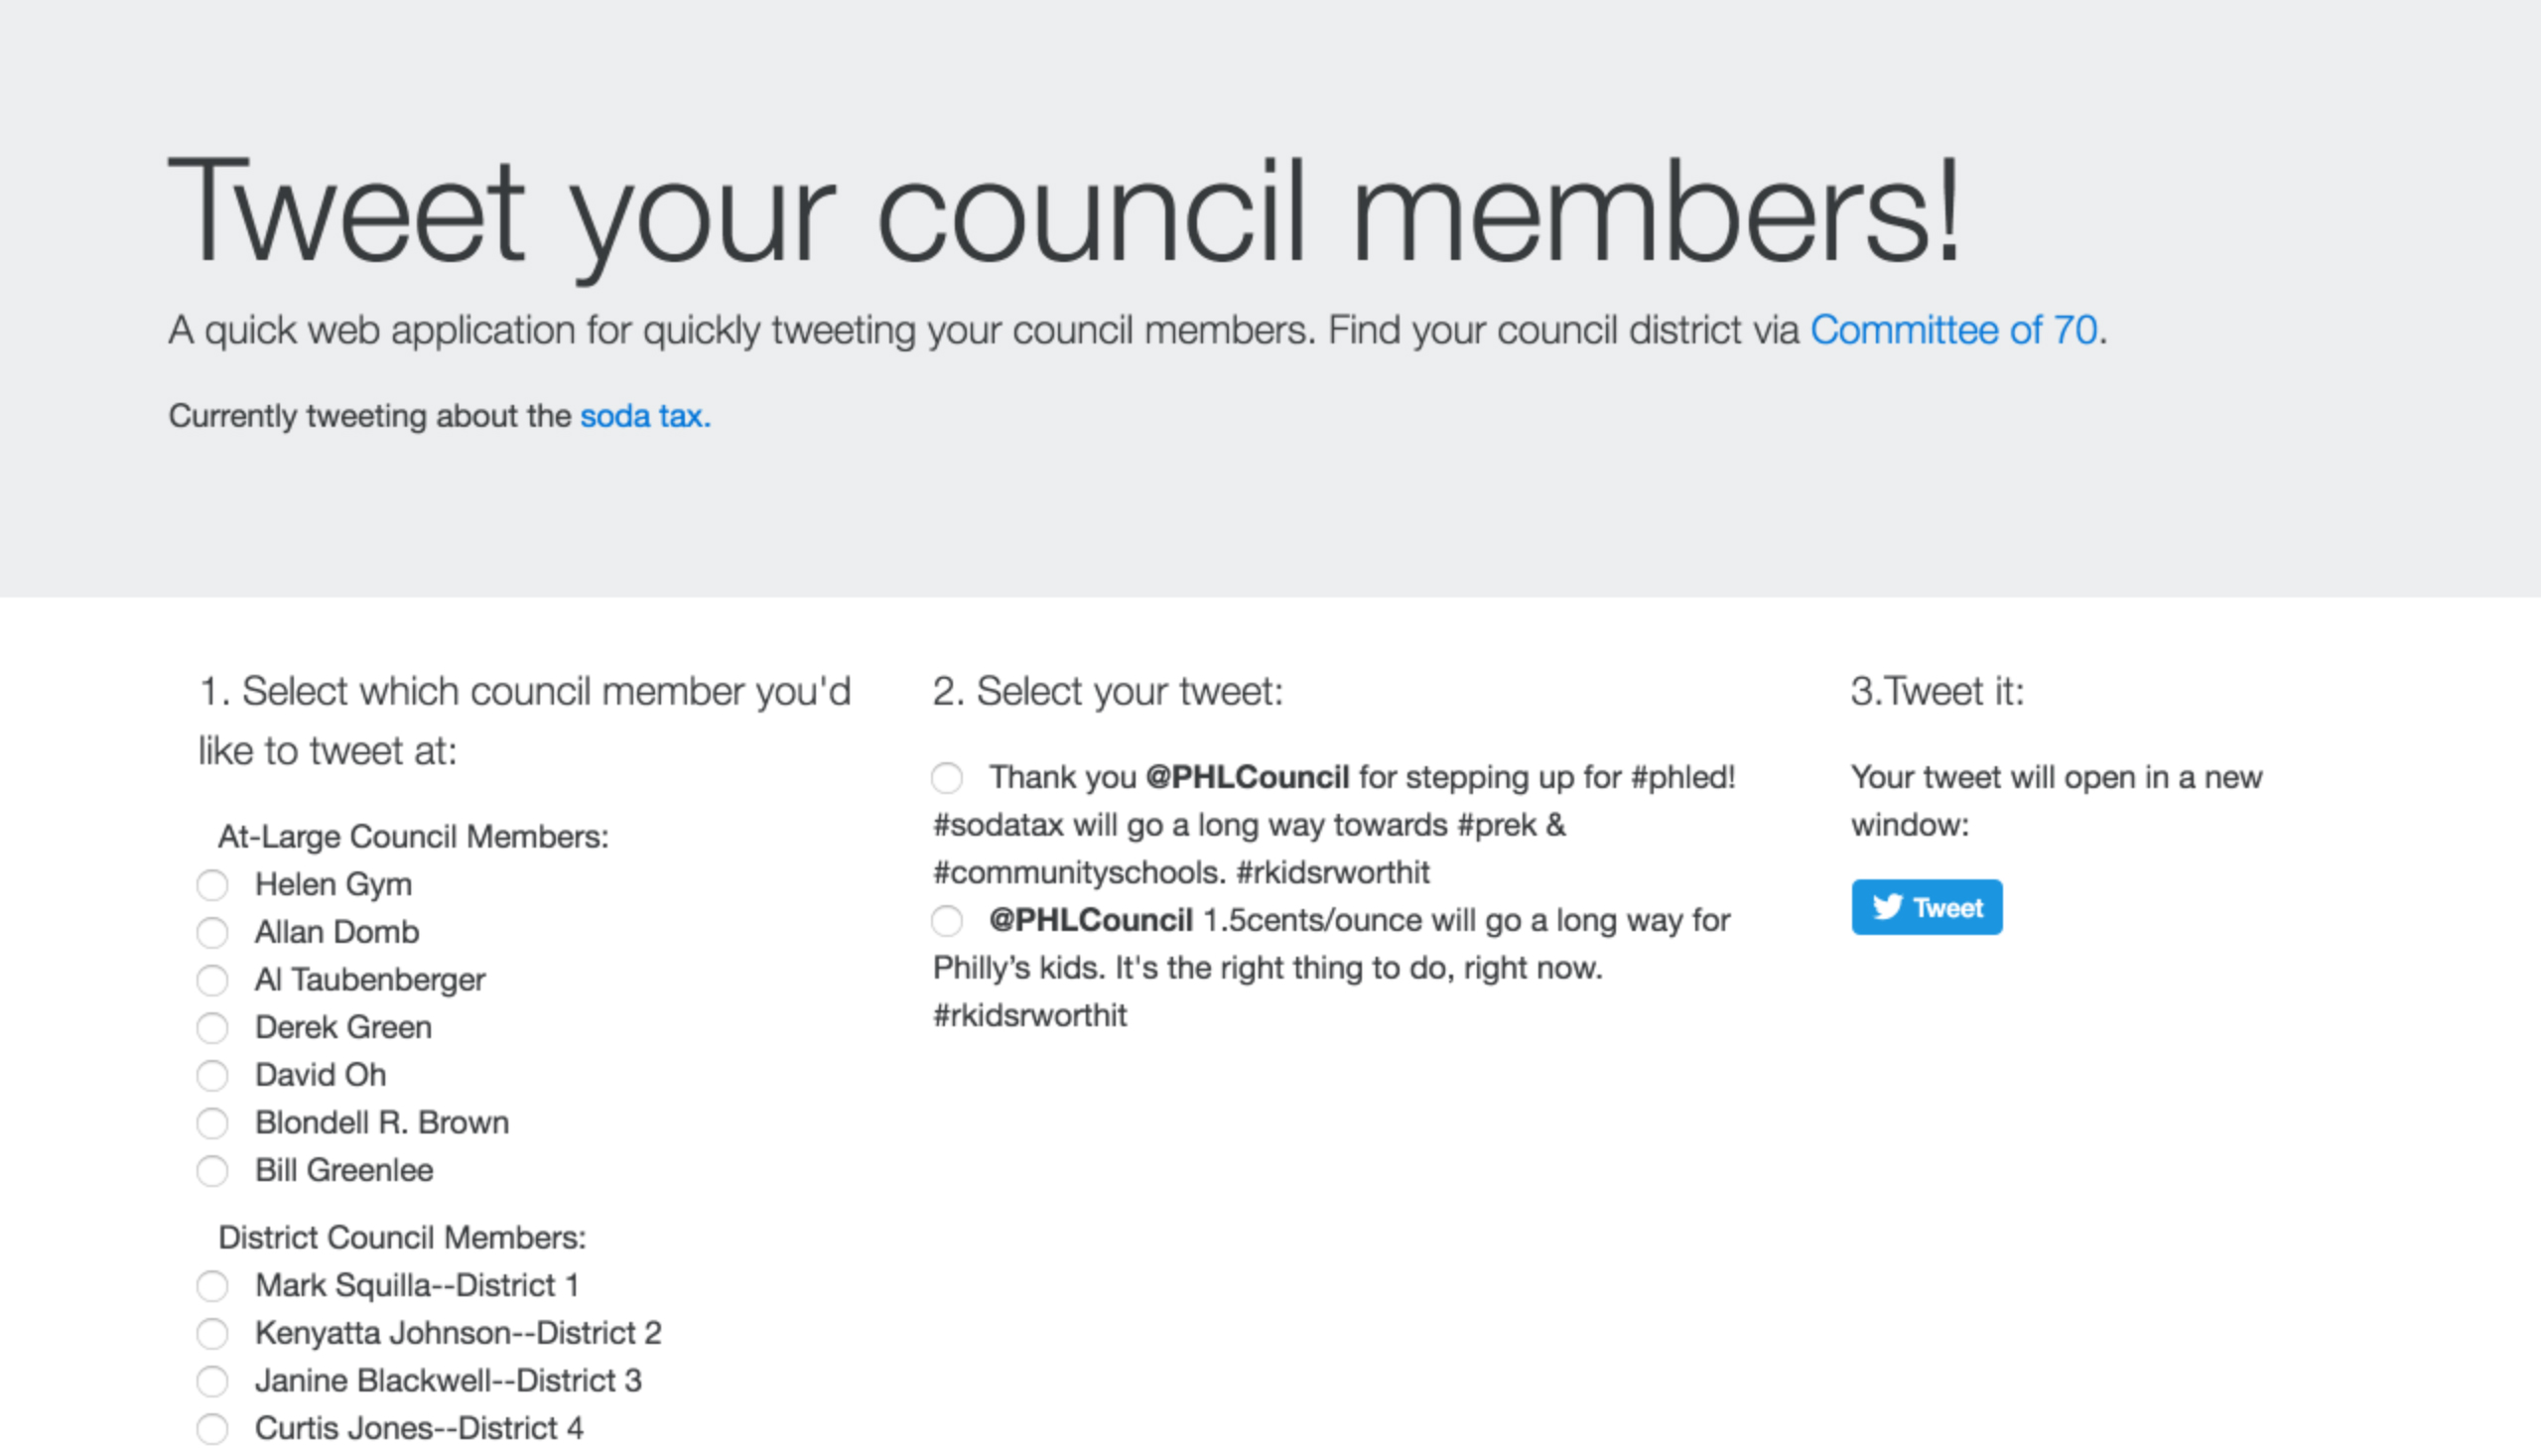 Tweet your council members!
A quick web application for quickly tweeting your council members. Find your council district via Committee of 70.
Currently tweeting about the soda tax.
1. Select which council member you'd
like to tweet at:
At-Large Council Members:
Helen Gym
Allan Domb
Al Taubenberger
Derek Green
David Oh
Blondell R. Brown
Bill Greenlee
District Council Members:
Mark Squilla--District 1
Kenyatta Johnson--District 2
Janine Blackwell--District 3
Curtis Jones--District 4
2. Select your tweet:
Thank you @PHLCouncil for stepping up for #phled!
#sodatax will go a long way towards #prek &
#communityschools. #rkidsrworthit
@PHLCouncil 1.5cents/ounce will go a long way for
Philly’s kids. It's the right thing to do, right now.
#rkidsrworthit
3.Tweet it:
Your tweet will open in a new
window:
Tweet